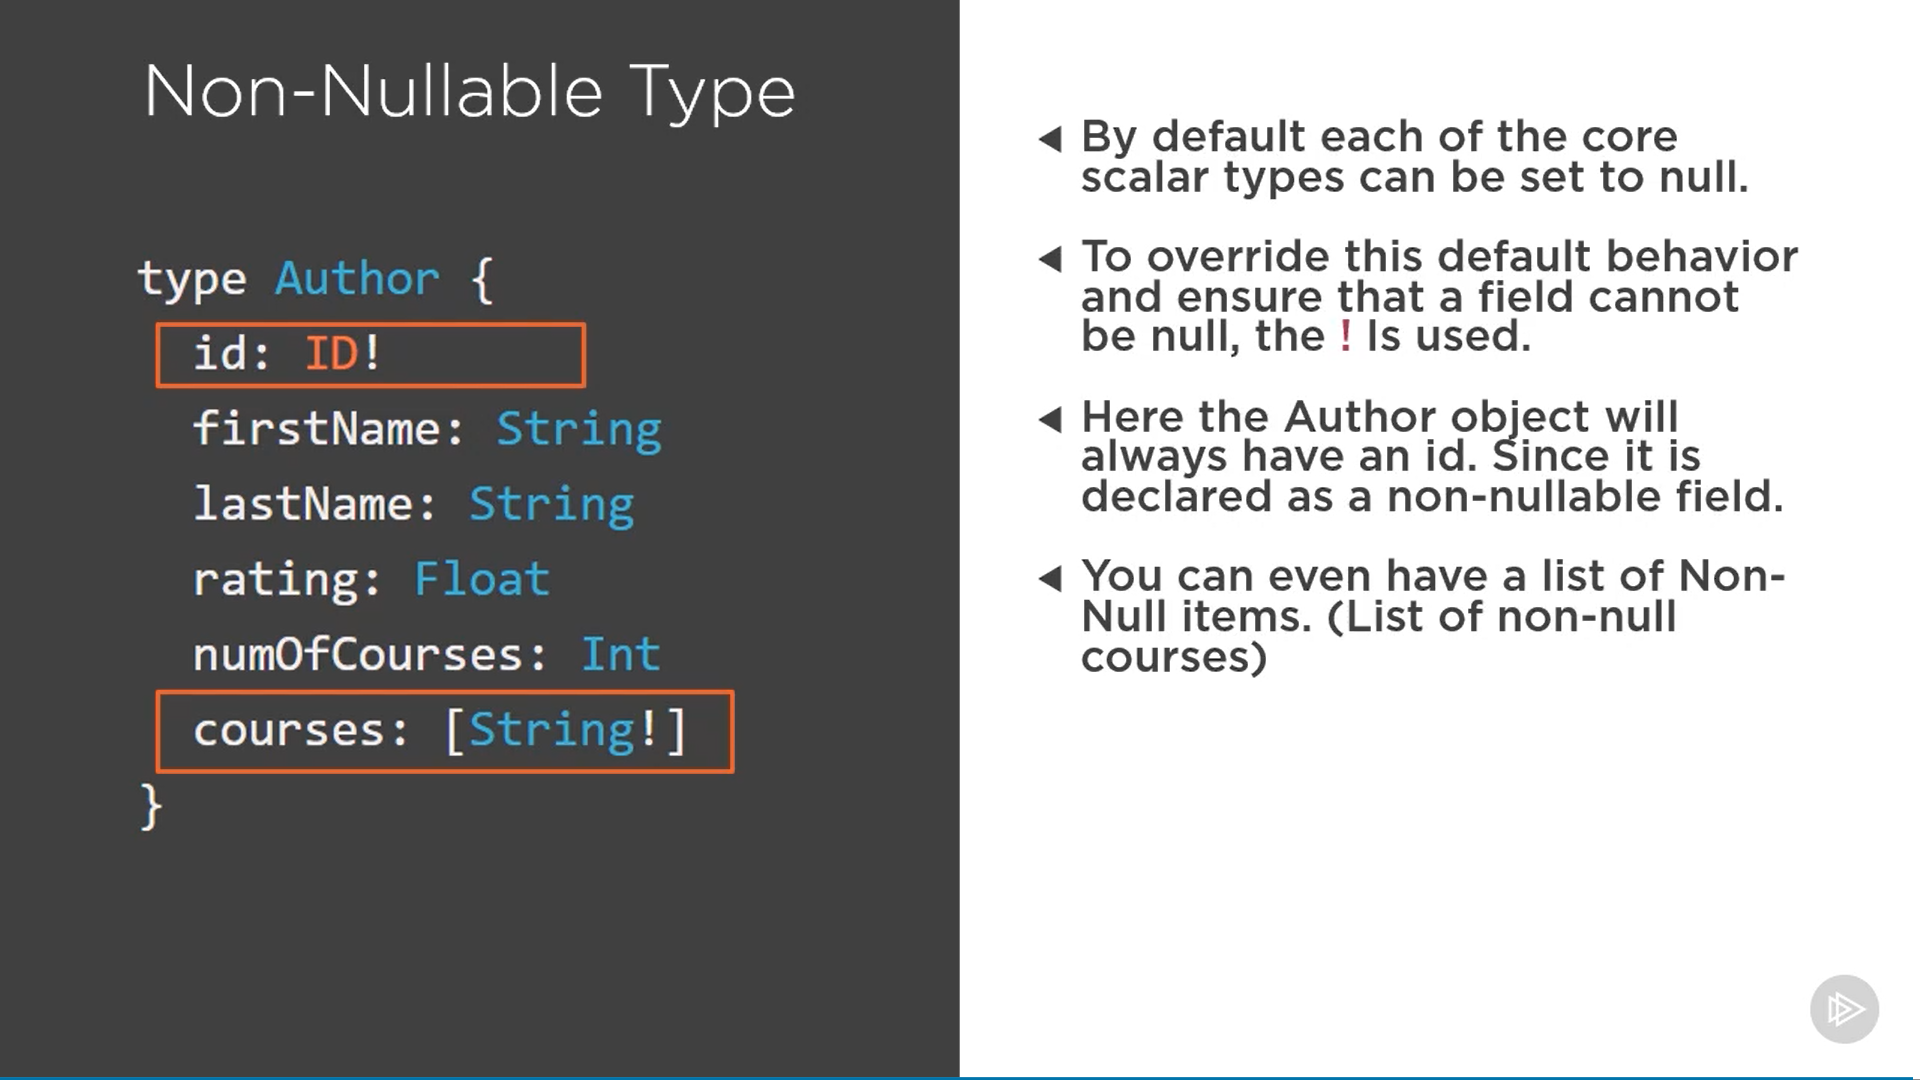 Non-Nullable Type
type Author {
id: ID!
firstName: String
lastName: String
rating: Float
numOfCourses: Int
courses: [String!]
}
By default each of the core
scalar types can be set to null.
To override this default behavior
and ensure that a field cannot
be null, the ! Is used.
Here the Author object will
always have an id. Since it is
declared as a non-nullable field.
You can even have a list of Non-
Null items. (List of non-null
courses)